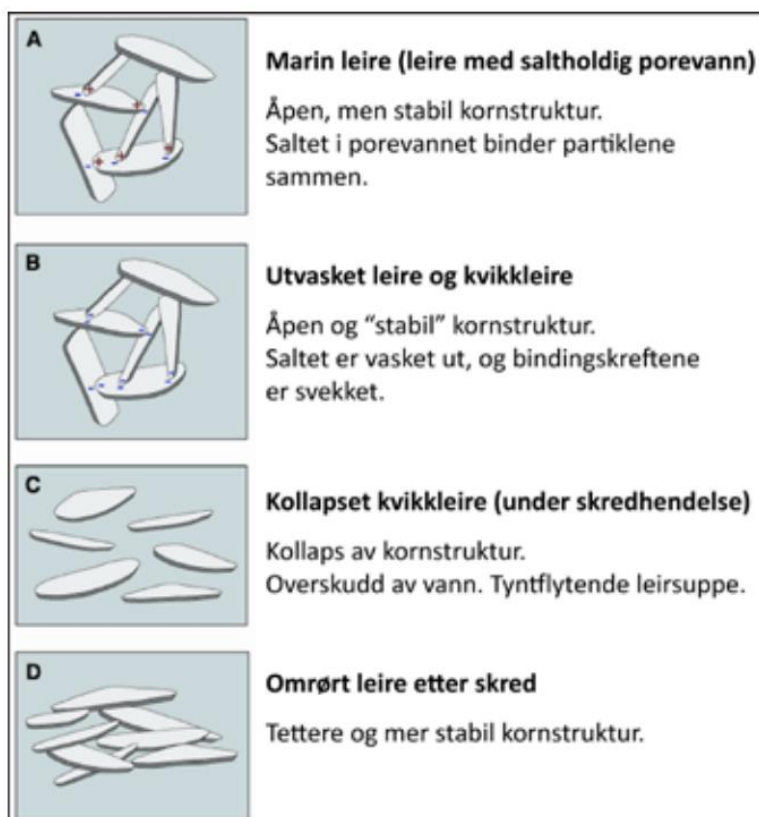 A
Marin leire (leire med saltholdig porevann)
Åpen, men stabil kornstruktur.
Saltet i porevannet binder partiklene
sammen.
B
Utvasket leire og kvikkleire
Åpen og “stabil” kornstruktur.
Saltet er vasket ut, og bindingskreftene
er svekket.
C
Kollapset kvikkleire (under skredhendelse)
Kollaps av kornstruktur.
Overskudd av vann. Tyntflytende leirsuppe.
D
Omrørt leire etter skred
Tettere og mer stabil kornstruktur.